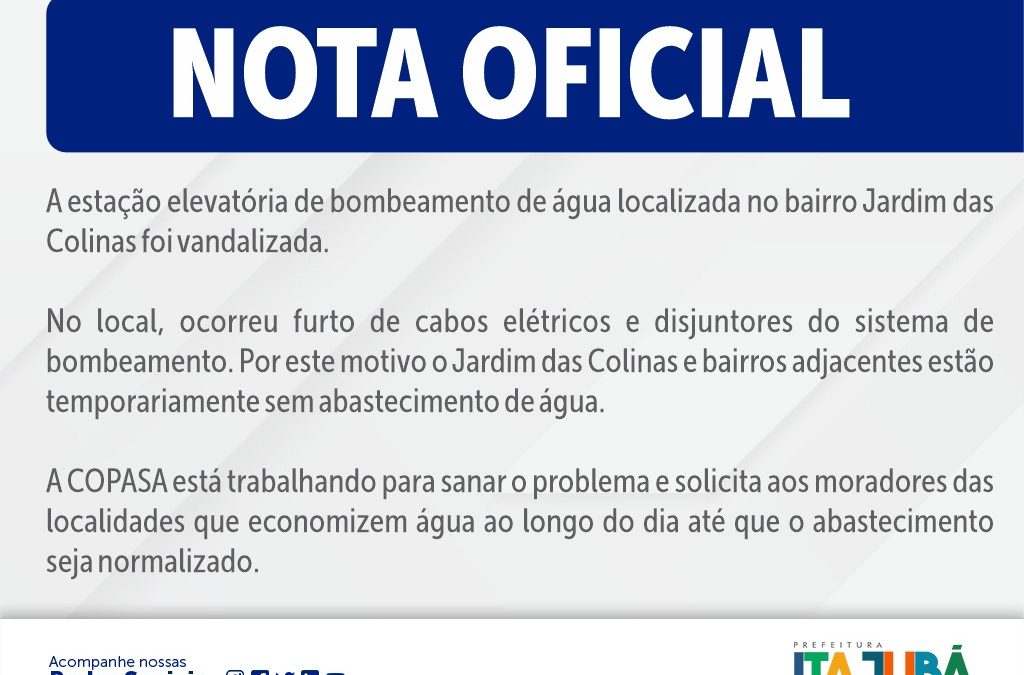 NOTA OFICIAL
A estação elevatória de bombeamento de água localizada no bairro Jardim das
Colinas foi vandalizada.
No local, ocorreu furto de cabos elétricos e disjuntores do sistema de
bombeamento. Por este motivo o Jardim das Colinas e bairros adjacentes estão
temporariamente sem abastecimento de água.
A COPASA está trabalhando para sanar o problema e solicita aos moradores das
localidades que economizem água ao longo do dia até que o abastecimento
seja normalizado.
Acompanhe nossas
Redes Sociais
PREFEITURA
ITAJUBÁ